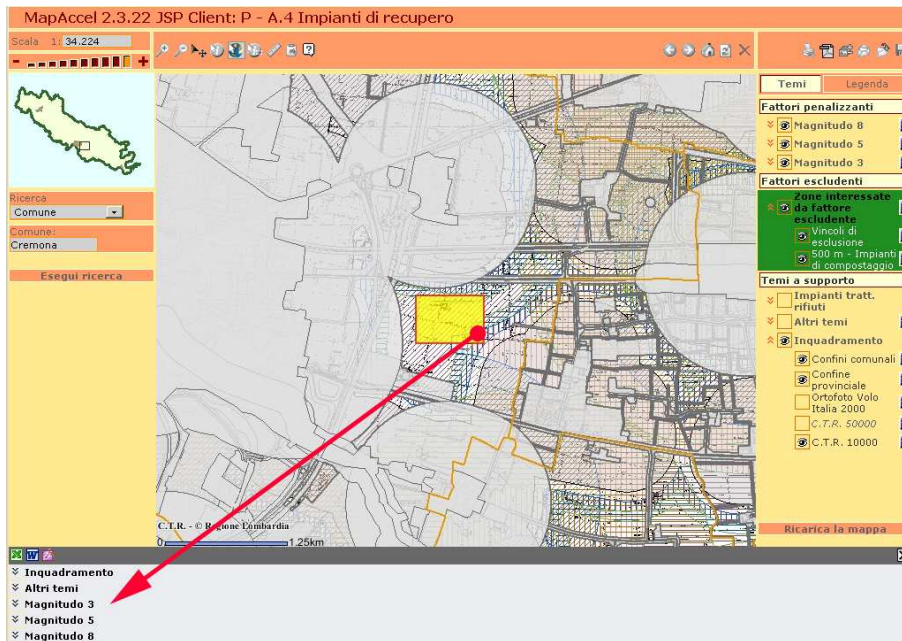 MapAccel 2.3.22 JSP Client: P - A.4 Impianti di recupero
Scala 1: 34.224
Ricerca
Comune
Comune:
Cremona
Esegui ricerca
C.T.R. - © Regione Lombardia
0
1.25km
Temi
Legenda
Fattori penalizzanti
Magnitudo 8
Magnitudo 5
Magnitudo 3
Fattori escludenti
Zone interessate
da fattore
escludente
Vincoli di
esclusione
500 m - Impianti
di compostaggio
Temi a supporto
Impianti tratt.
rifiuti
Altri temi
Inquadramento
Confini comunali
Confine
provinciale
Ortofoto Volo
Italia 2000
C.T.R. 50000
C.T.R. 10000
Ricarica la mappa
Inquadramento
Altri temi
Magnitudo 3
Magnitudo 5
Magnitudo 8